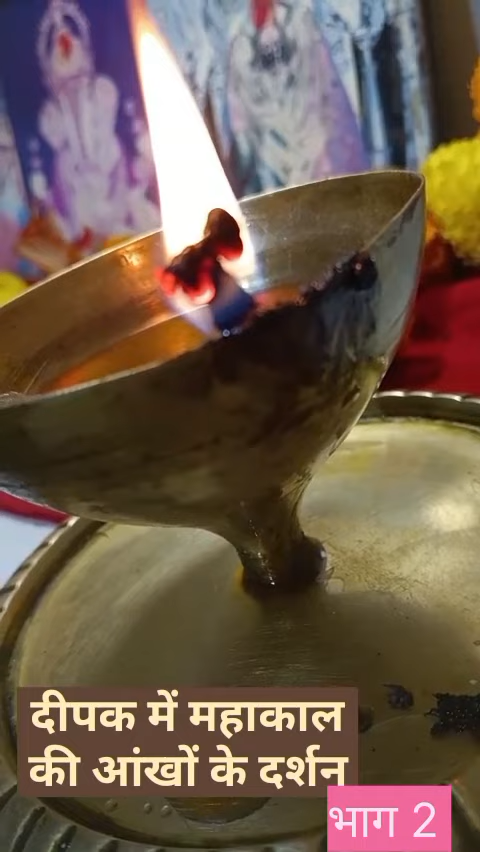 दीपक में महाकाल
की आंखों के दर्शन
भाग 2